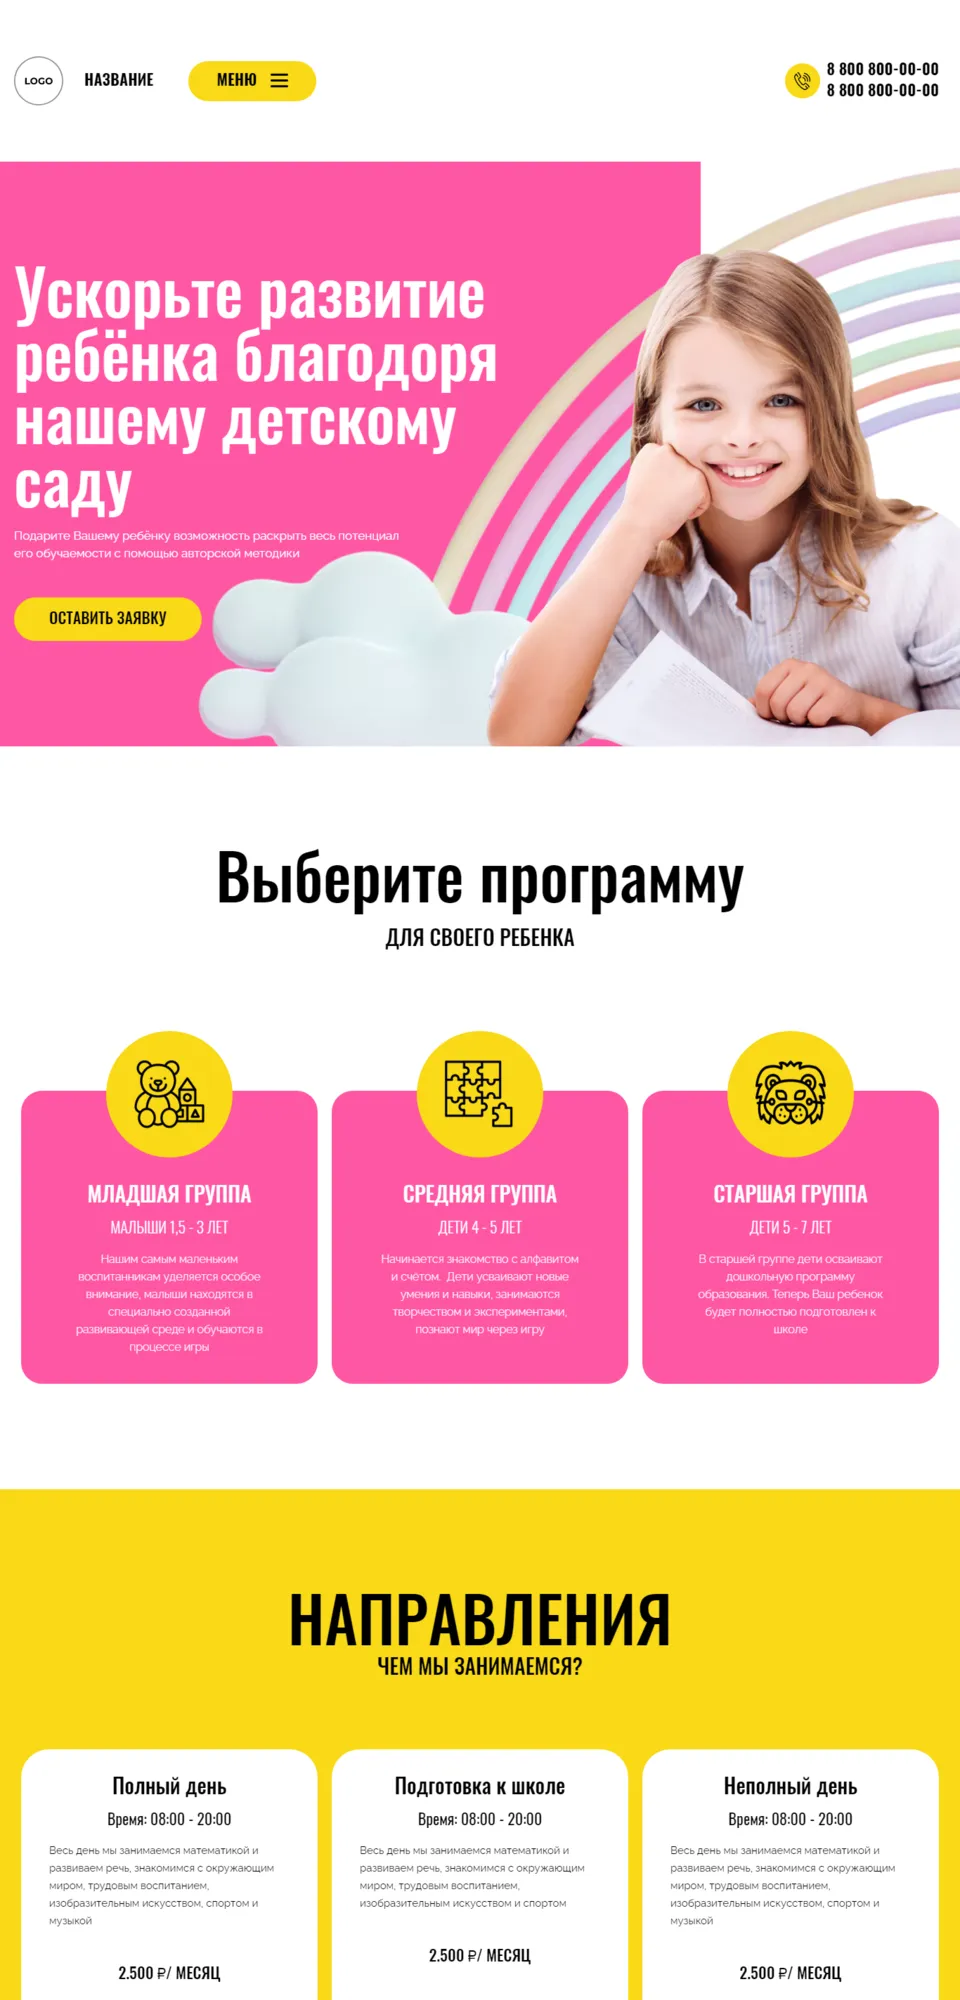 LOGO
НАЗВАНИЕ
МЕНЮ
8 800 800-00-00
8 800 800-00-00
Ускорьте развитие
ребёнка благодоря
нашему детскому
саду
Подарите Вашему ребёнку возможность раскрыть весь потенциал
его обучаемости с помощью авторской методики
ОСТАВИТЬ ЗАЯВКУ
Выберите программу
ДЛЯ СВОЕГО РЕБЕНКА
МЛАДШАЯ ГРУППА
МАЛЫШИ 1,5 - 3 ЛЕТ
Нашим самым маленьким
воспитанникам уделяется особое
внимание, малыши находятся в
специально созданной
развивающей среде и обучаются в
процессе игры
СРЕДНЯЯ ГРУППА
ДЕТИ 4 - 5 ЛЕТ
Начинается знакомство с алфавитом
и счётом. Дети усваивают новые
умения и навыки, занимаются
творчеством и экспериментами,
познают мир через игру
СТАРШАЯ ГРУППА
ДЕТИ 5 - 7 ЛЕТ
В старшей группе дети осваивают
дошкольную программу
образования. Теперь Ваш ребенок
будет полностью подготовлен к
школе
НАПРАВЛЕНИЯ
ЧЕМ МЫ ЗАНИМАЕМСЯ?
Полный день
Время: 08:00 - 20:00
Весь день мы занимаемся математикой и
развиваем речь, знакомимся с окружающим
миром, трудовым воспитанием,
изобразительным искусством, спортом и
музыкой
2.500 ₽/ МЕСЯЦ
Подготовка к школе
Время: 08:00 - 20:00
Весь день мы занимаемся математикой и
развиваем речь, знакомимся с окружающим
миром, трудовым воспитанием,
изобразительным искусством и спортом
2.500 ₽/ МЕСЯЦ
Неполный день
Время: 08:00 - 20:00
Весь день мы занимаемся математикой и
развиваем речь, знакомимся с окружающим
миром, трудовым воспитанием,
изобразительным искусством, спортом и
музыкой
2.500 ₽/ МЕСЯЦ